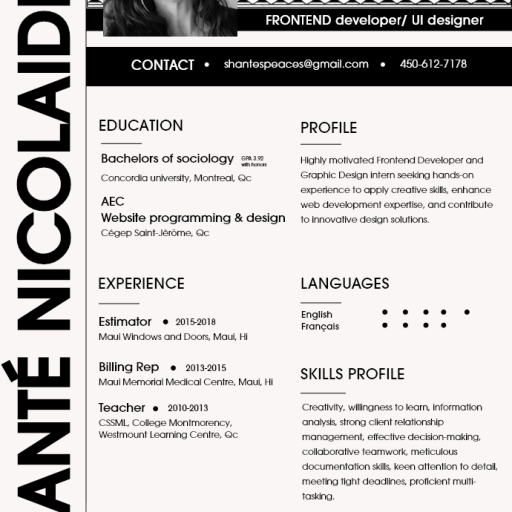 ANTÉ NICOLAID
FRONTEND developer/ UI designer
CONTACT • shantespeaces@gmail.com • 450-612-7178
EDUCATION
Bachelors of sociology GPA 3.92
with honors
Concordia university, Montreal, Qc
AEC
Website programming & design
Cégep Saint-Jérôme, Qc
EXPERIENCE
Estimator • 2015-2018
Maui Windows and Doors, Maui, Hi
Billing Rep • 2013-2015
Maui Memorial Medical Centre, Maui, Hi
Teacher • 2010-2013
CSSML, College Montmorency,
Westmount Learning Centre, Qc
PROFILE
Highly motivated Frontend Developer and
Graphic Design intern seeking hands-on
experience to apply creative skills, enhance
web development expertise, and contribute
to innovative design solutions.
LANGUAGES
English
Français
SKILLS PROFILE
Creativity, willingness to learn, information
analysis, strong client relationship
management, effective decision-making,
collaborative teamwork, meticulous
documentation skills, keen attention to detail,
meeting tight deadlines, proficient multi-
tasking.